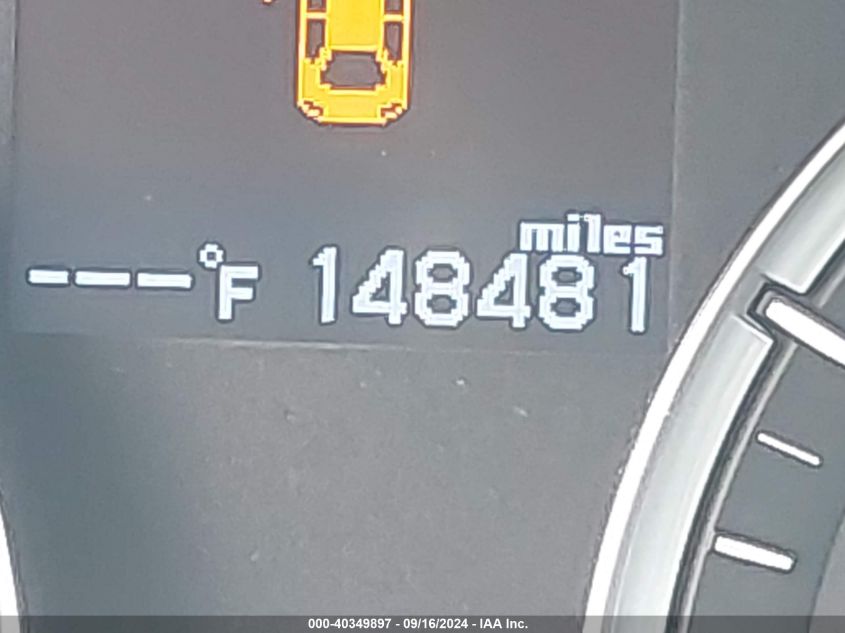 miles
---°F 148481
000-40349897 - 09/16/2024 - IAA Inc.